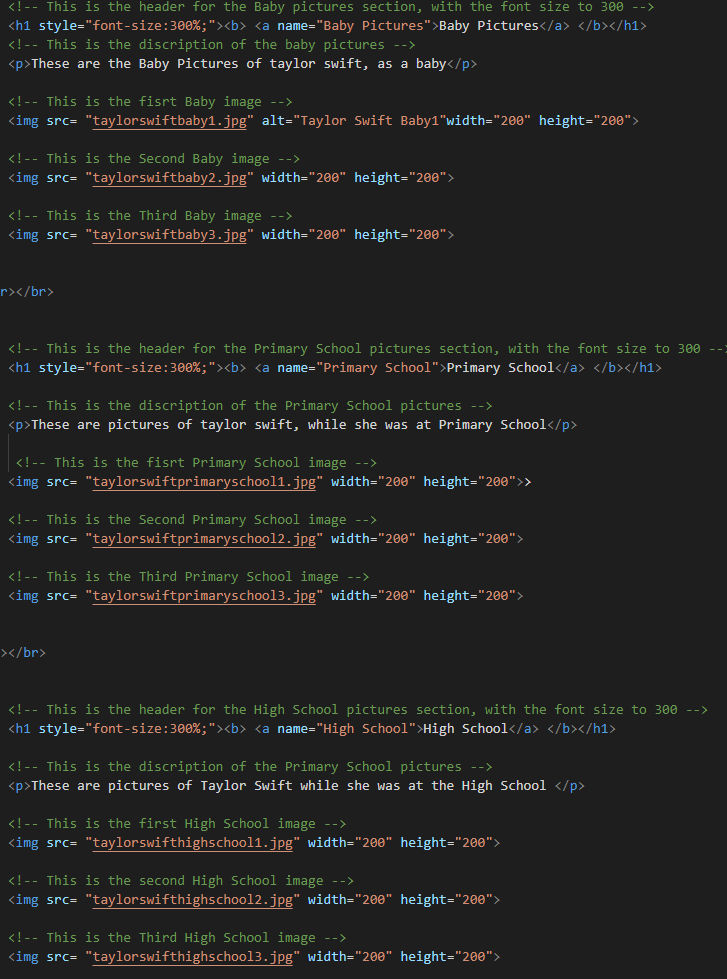 <!-- This is the header for the Baby pictures section, with the font size to 300 -->
<h1 style="font-size:300%;"><b> <a name="Baby Pictures">Baby Pictures</a> </b></h1>
<!-- This is the discription of the baby pictures -->
<p>These are the Baby Pictures of taylor swift, as a baby</p>
<!-- This is the fisrt Baby image -->
<img src= "taylorswiftbaby1.jpg" alt="Taylor Swift Baby1"width="200" height="200">
<!-- This is the Second Baby image -->
<img src= "taylorswiftbaby2.jpg" width="200" height="200">
<!-- This is the Third Baby image -->
<img src= "taylorswiftbaby3.jpg" width="200" height="200">
r></br>
<!-- This is the header for the Primary School pictures section, with the font size to 300 --
<h1 style="font-size:300%;"><b> <a name="Primary School">Primary School</a> </b></h1>
<!-- This is the discription of the Primary School pictures -->
<p>These are pictures of taylor swift, while she was at Primary School</p>
<!-- This is the fisrt Primary School image -->
<img src= "taylorswiftprimaryschool1.jpg" width="200" height="200">>
<!-- This is the Second Primary School image -->
<img src= "taylorswiftprimaryschool2.jpg" width="200" height="200">
<!-- This is the Third Primary School image -->
<img src= "taylorswiftprimaryschool3.jpg" width="200" height="200">
></br>
<!-- This is the header for the High School pictures section, with the font size to 300 -->
<h1 style="font-size:300%;"><b> <a name="High School">High School</a> </b></h1>
<!-- This is the discription of the Primary School pictures -->
<p>These are pictures of Taylor Swift while she was at the High School </p>
<!-- This is the first High School image -->
<img src= "taylorswifthighschool1.jpg" width="200" height="200">
<!-- This is the second High School image -->
<img src= "taylorswifthighschool2.jpg" width="200" height="200">
<!-- This is the Third High School image -->
<img src= "taylorswifthighschool3.jpg" width="200" height="200">